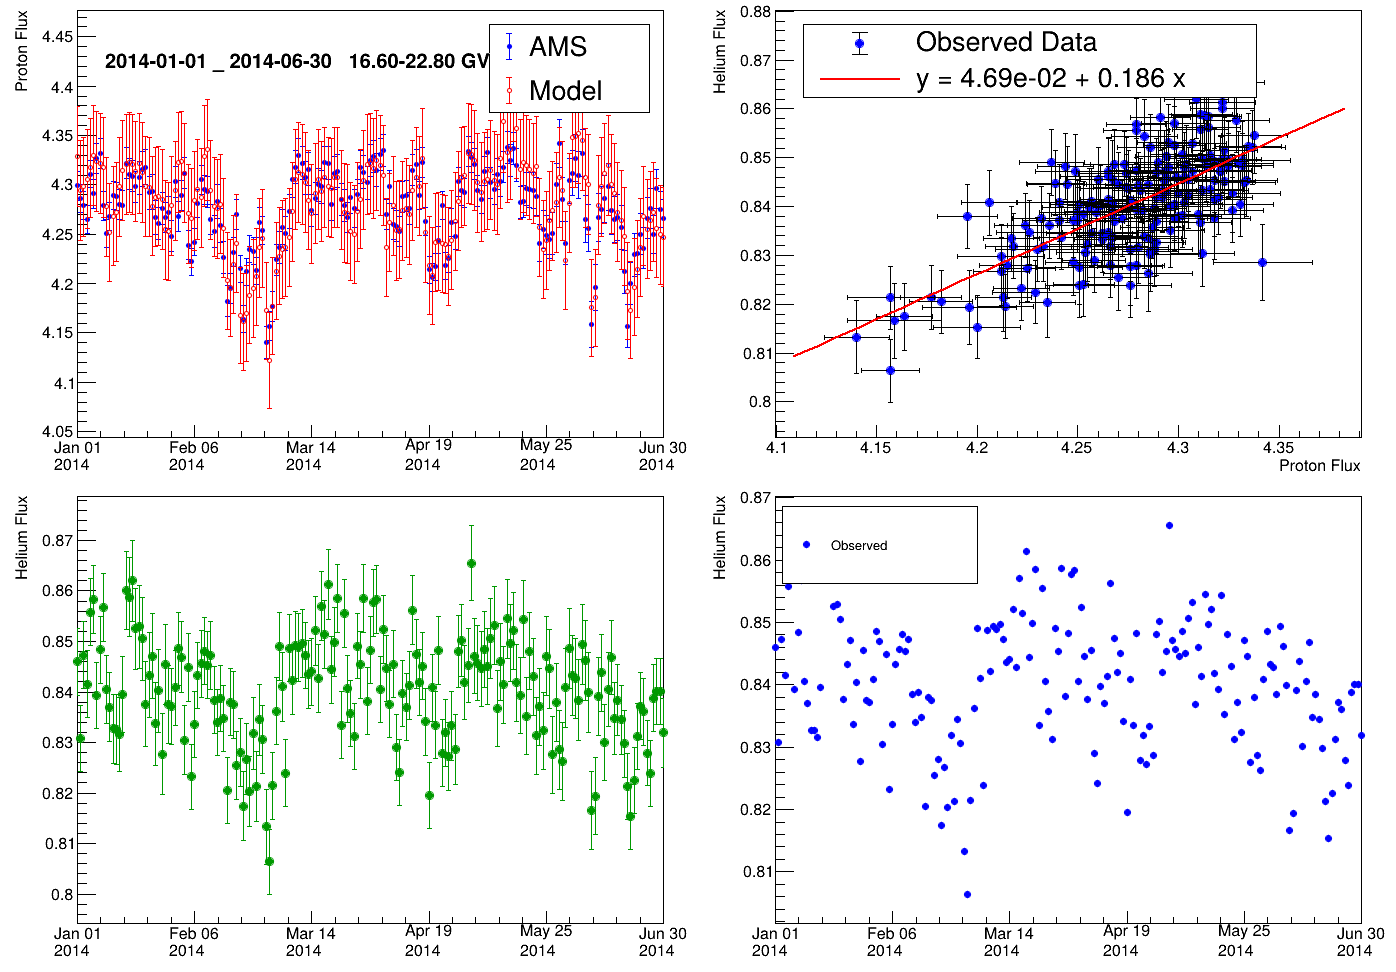 Proton Flux
4.45
4.4
4.35
4.3
4.25
4.2
4.15
4.1
4.05
2014-01-01 _ 2014-06-30 16.60-22.80 GV
AMS
Model
Jan 01 2014
Feb 06 2014
Mar 14 2014
Apr 19 2014
May 25 2014
Jun 30 2014
Helium Flux
0.88
0.87
0.86
0.85
0.84
0.83
0.82
0.81
0.8
Observed Data
y = 4.69e-02 + 0.186 x
4.1
4.15
4.2
4.25
4.3
4.35
Proton Flux
Helium Flux
0.87
0.86
0.85
0.84
0.83
0.82
0.81
0.8
Jan 01 2014
Feb 06 2014
Mar 14 2014
Apr 19 2014
May 25 2014
Jun 30 2014
Helium Flux
0.87
0.86
0.85
0.84
0.83
0.82
0.81
Observed
Jan 01 2014
Feb 06 2014
Mar 14 2014
Apr 19 2014
May 25 2014
Jun 30 2014